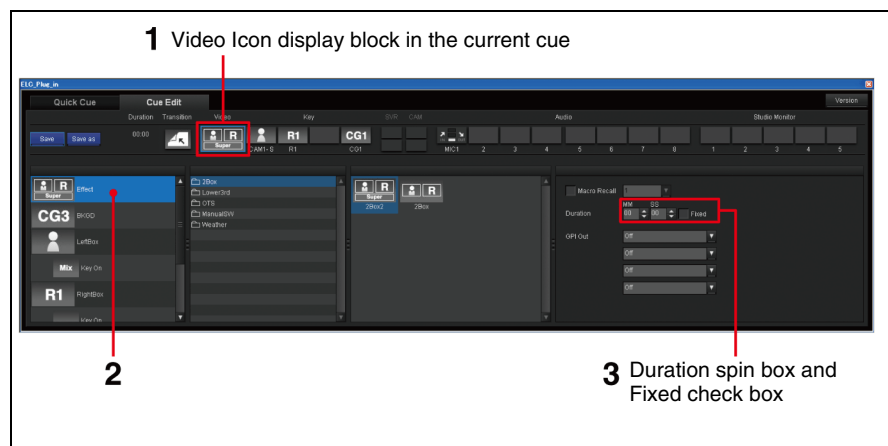 1 Video Icon display block in the current cue
ELC_Plug_in
Quick Cue Cue Edit Version
Duration Transition Video Key SVR CAM Audio Studio Monitor
Save Save as 00:00 M R Super R1 CG1
CAM1-S R1 CG1 MIC1 2 3 4 5 6 7 8 1 2 3 4 5
M R Super Effect
CG3 BKGD
LeftBox
Mix Key On
R1 RightBox
Key On
2Box
Lower3rd
OTS
ManualSW
Weather
M R Super M R
2Box2 2Box
Macro Recall 1
MM SS
Duration 00 00 Fixed
GPI Out Off
Off
Off
Off
2
3 Duration spin box and
Fixed check box